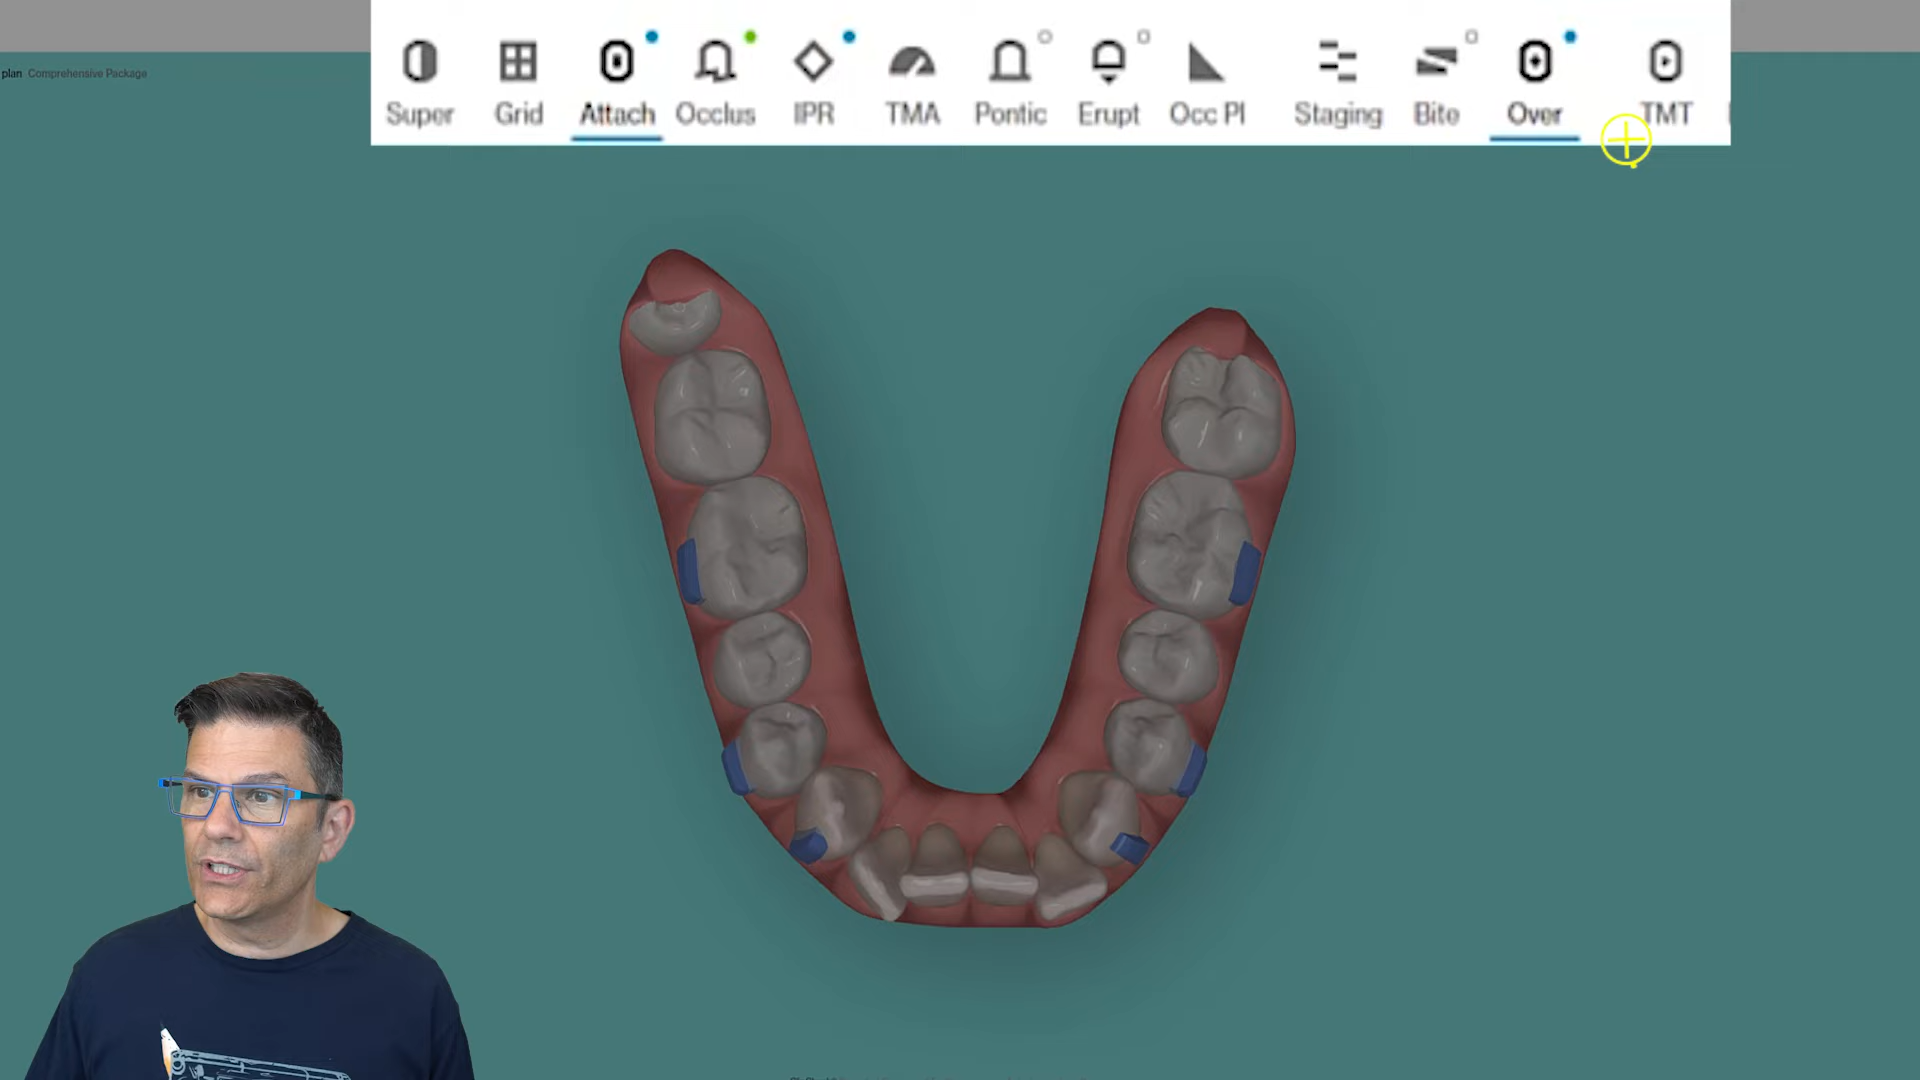 Super Grid Attach Occlus IPR TMA Pontic Erupt Occ Pl Staging Bite Over TMT
plan Comprehensive Package